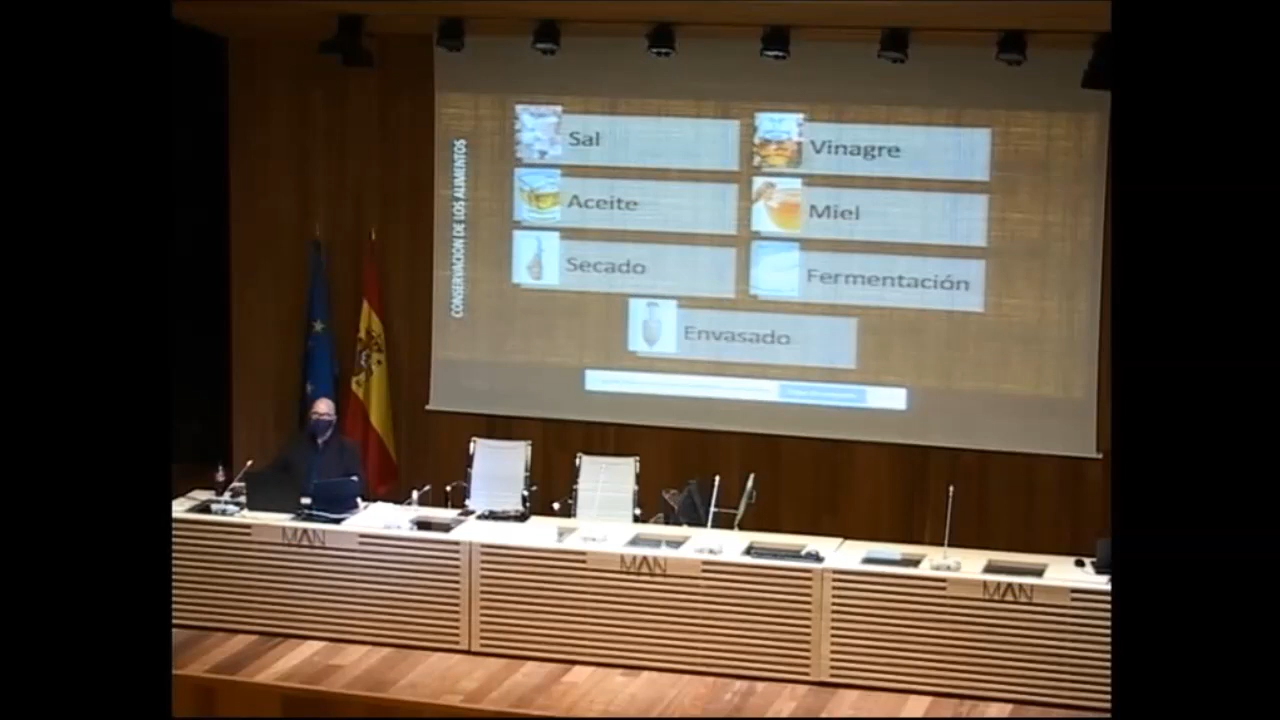 CONSERVACIÓN DE LOS ALIMENTOS
Sal
Vinagre
Aceite
Miel
Secado
Fermentación
Envasado
MAN
MAN
MAN